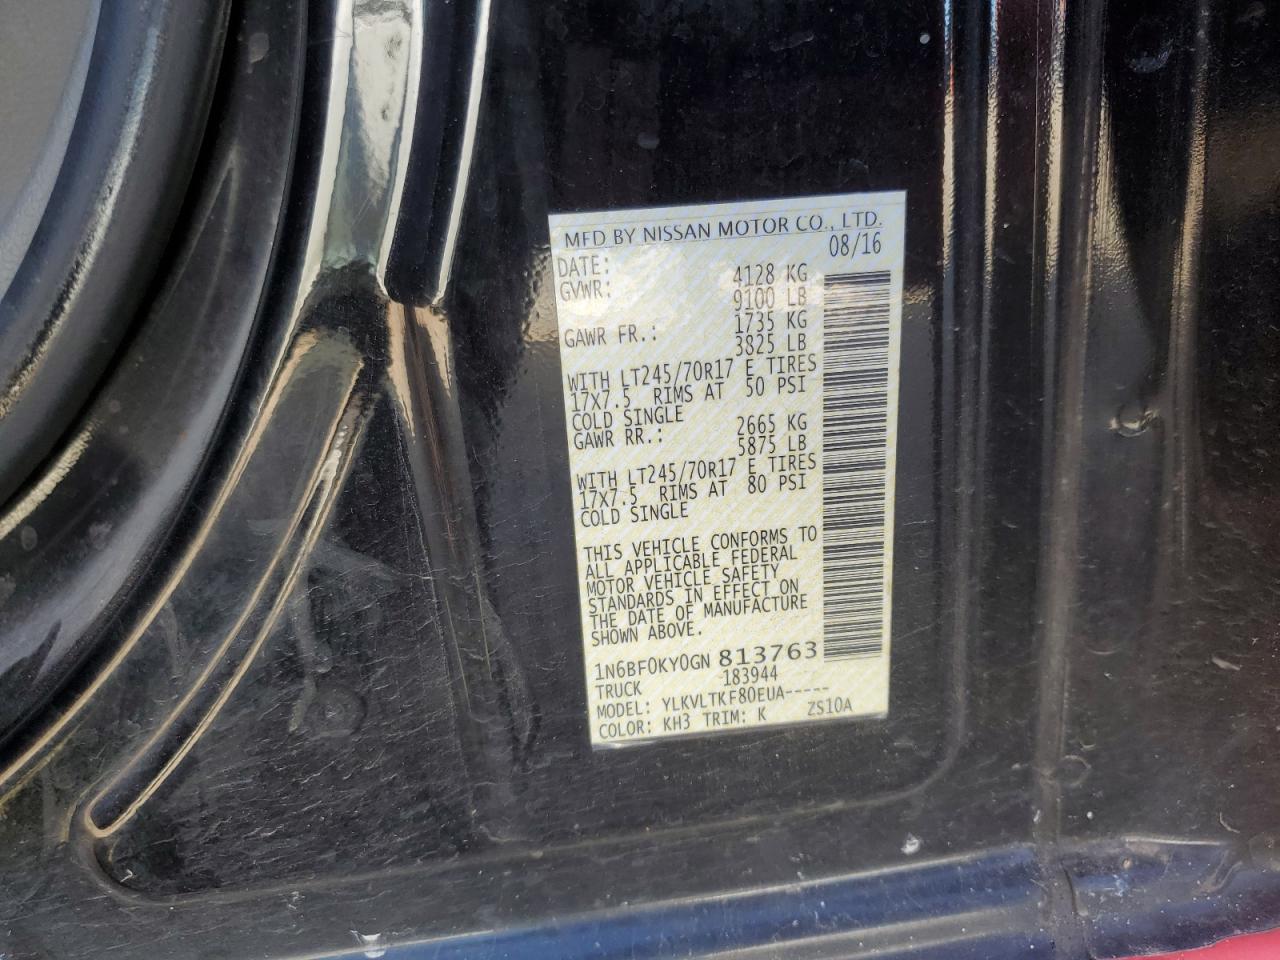 MFD BY NISSAN MOTOR CO., LTD.
DATE: 08/16
GVWR: 4128 KG
9100 LB
GAWR FR.: 1735 KG
3825 LB
WITH LT245/70R17 E TIRES
17X7.5 RIMS AT 50 PSI
COLD SINGLE
GAWR RR.: 2665 KG
5875 LB
WITH LT245/70R17 E TIRES
17X7.5 RIMS AT 80 PSI
COLD SINGLE
THIS VEHICLE CONFORMS TO
ALL APPLICABLE FEDERAL
MOTOR VEHICLE SAFETY
STANDARDS IN EFFECT ON
THE DATE OF MANUFACTURE
SHOWN ABOVE.
1N6BF0KY0GN 813763
TRUCK 183944
MODEL: YLKVLTKF80EUA-----
COLOR: KH3 TRIM: K ZS10A